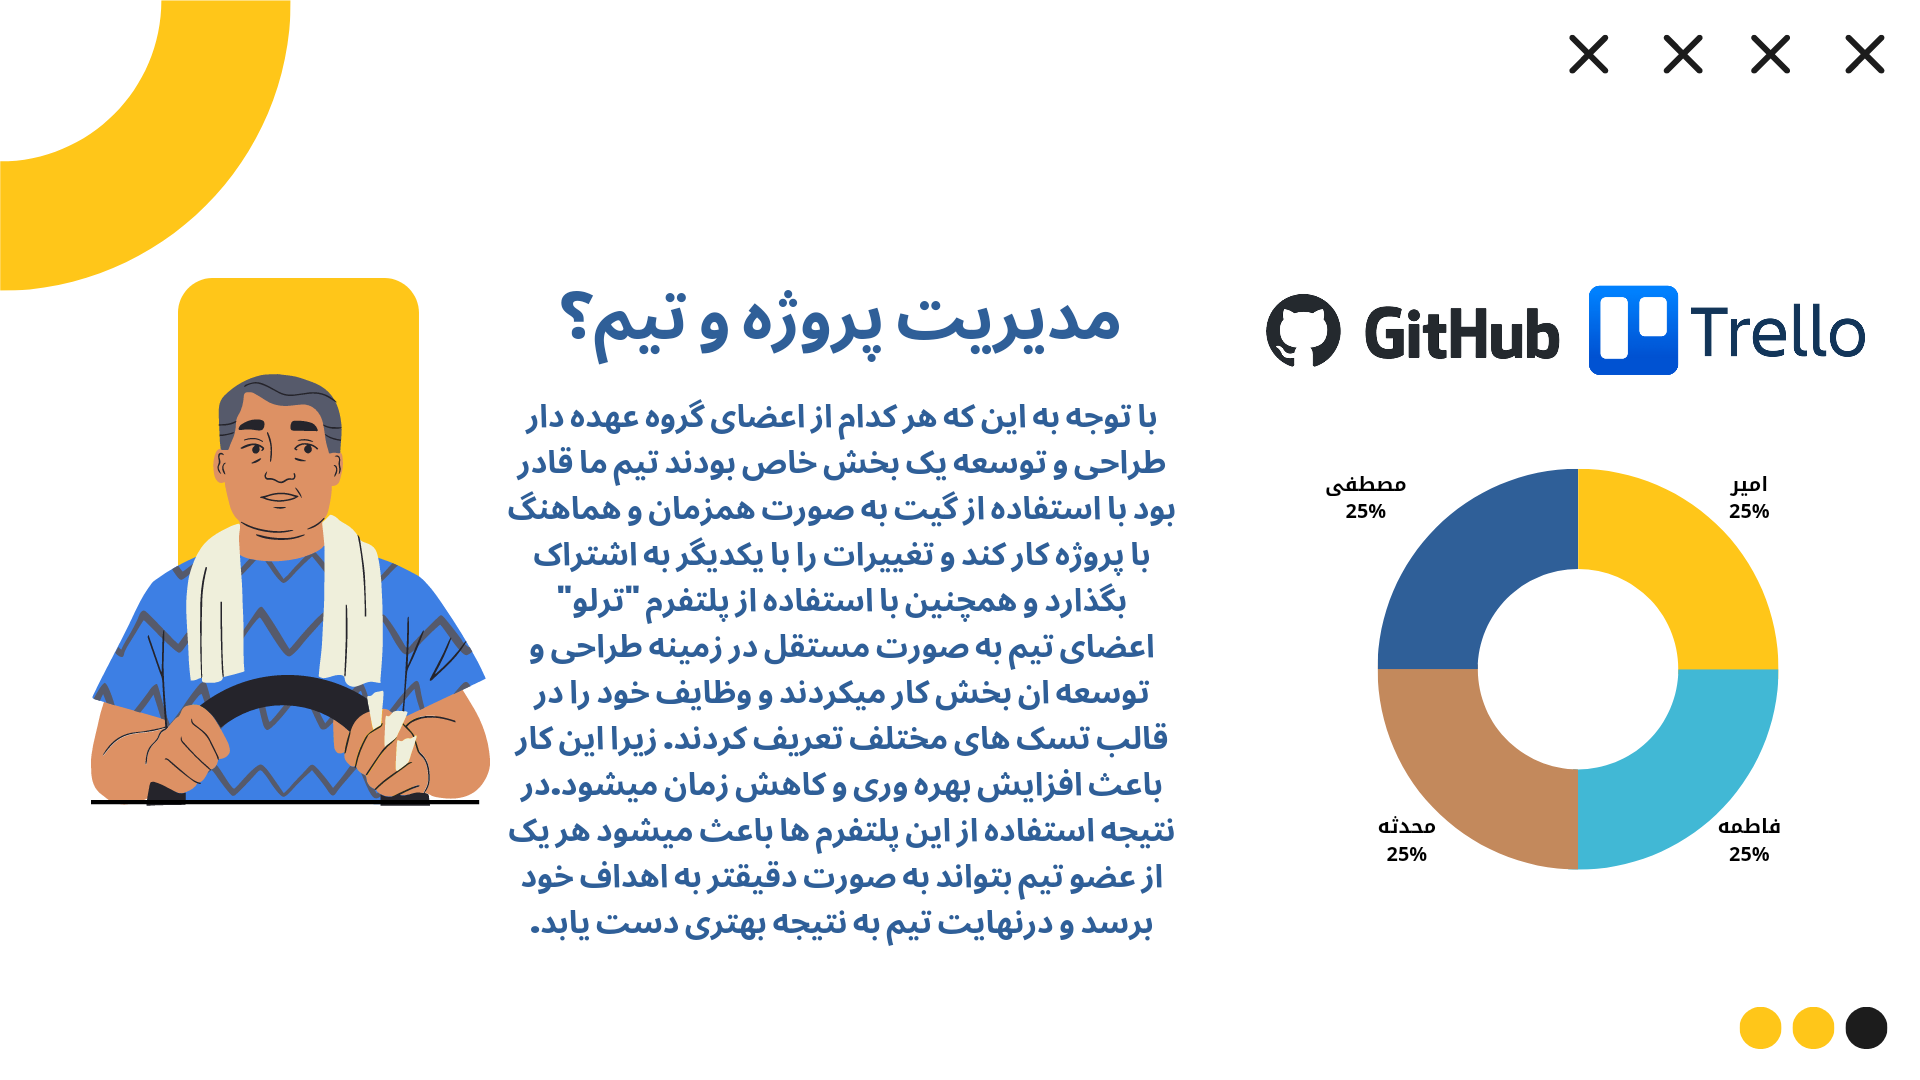 GitHub Trello
مدیریت پروژه و تیم؟
با توجه به این که هر کدام از اعضای گروه عهده دار
طراحی و توسعه یک بخش خاص بودند تیم ما قادر
بود با استفاده از گیت به صورت همزمان و هماهنگ
با پروژه کار کند و تغییرات را با یکدیگر به اشتراک
بگذارد و همچنین با استفاده از پلتفرم "ترلو"
اعضای تیم به صورت مستقل در زمینه طراحی و
توسعه ان بخش کار میکردند و وظایف خود را در
قالب تسک های مختلف تعریف کردند. زیرا این کار
باعث افزایش بهره وری و کاهش زمان میشود.در
نتیجه استفاده از این پلتفرم ها باعث میشود هر یک
از عضو تیم بتواند به صورت دقیقتر به اهداف خود
برسد و درنهایت تیم به نتیجه بهتری دست یابد.
امیر
25%
مصطفی
25%
فاطمه
25%
محدثه
25%